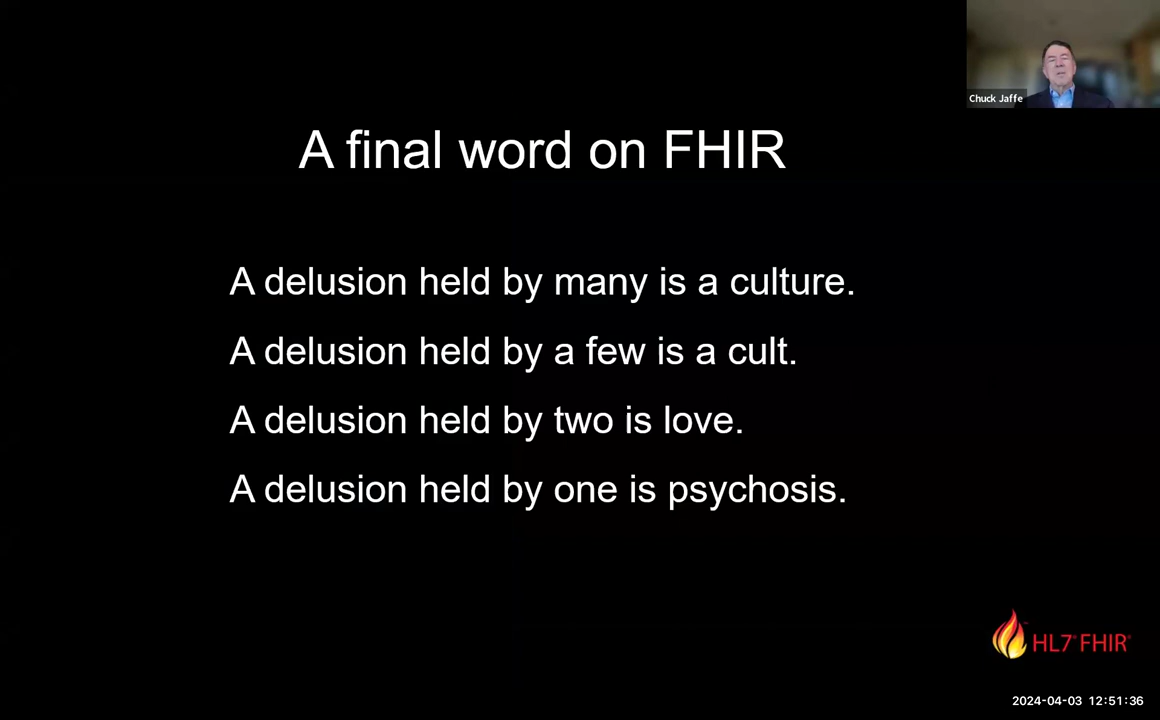 Chuck Jaffe
A final word on FHIR
A delusion held by many is a culture.
A delusion held by a few is a cult.
A delusion held by two is love.
A delusion held by one is psychosis.
HL7® FHIR®
2024-04-03 12:51:36